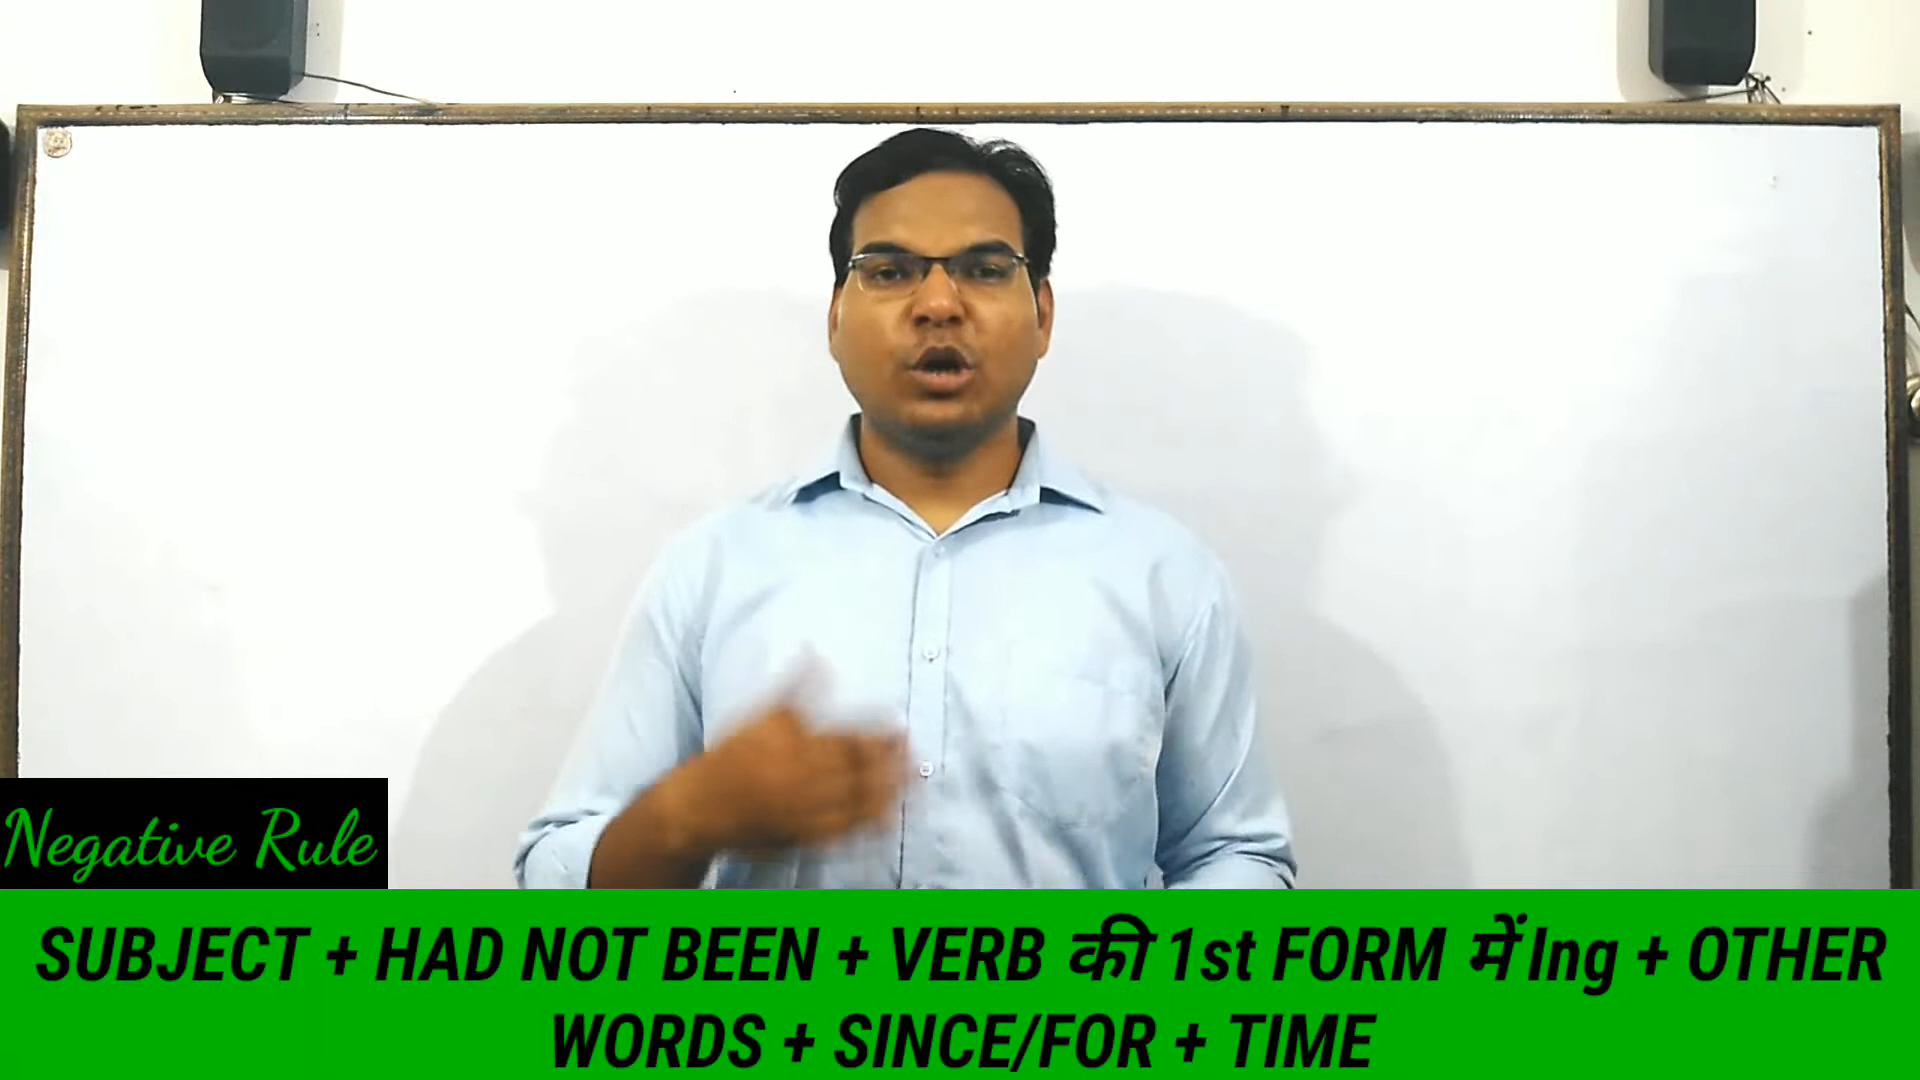 Negative Rule
SUBJECT + HAD NOT BEEN + VERB की 1st FORM में Ing + OTHER
WORDS + SINCE/FOR + TIME